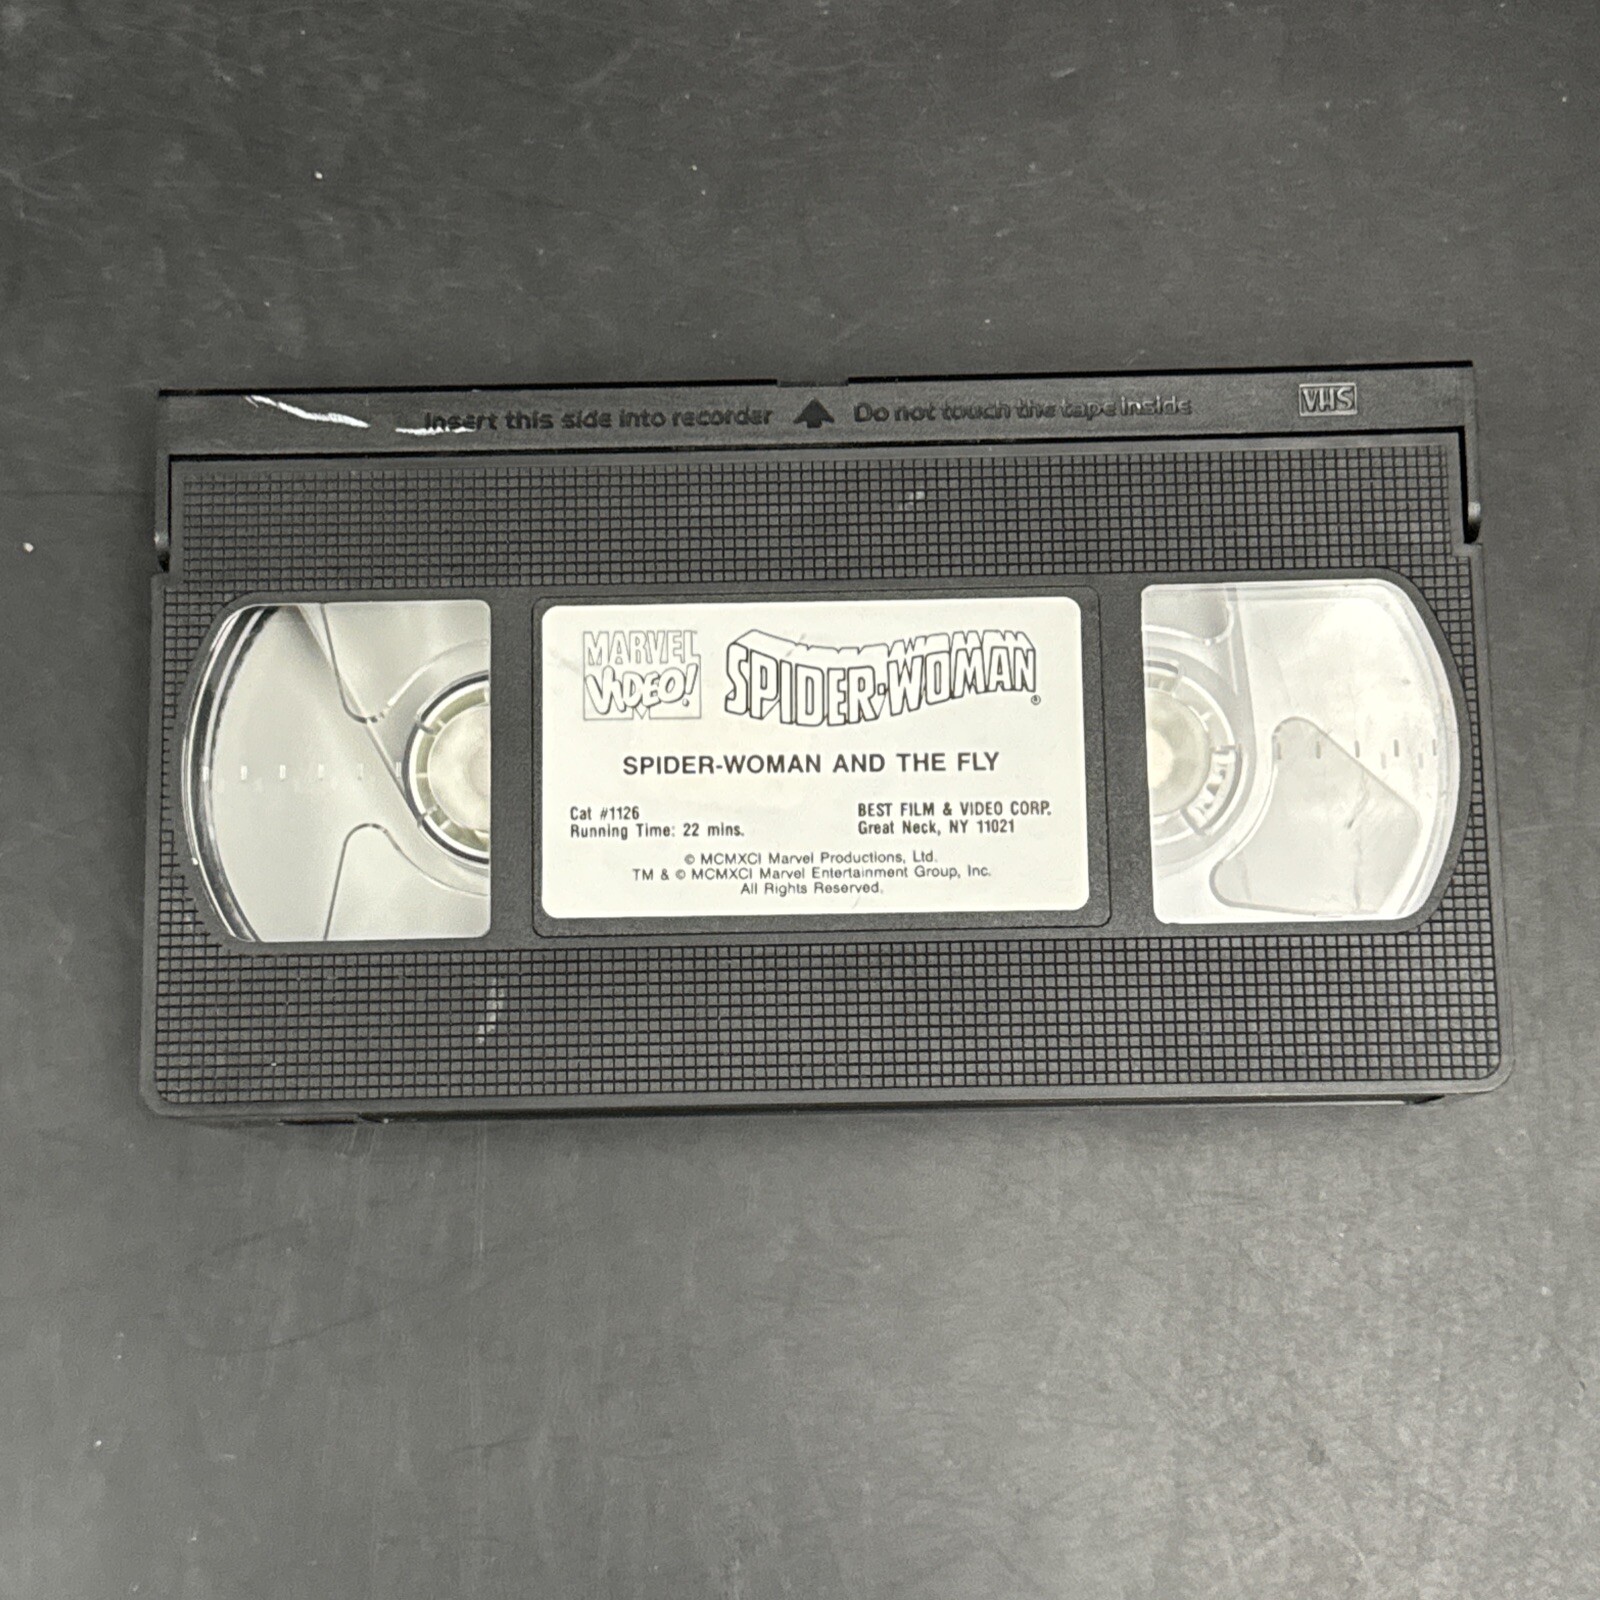 Insert this side into recorder ▲ Do not touch the tape inside VHS
MARVEL VIDEO! SPIDER-WOMAN®
SPIDER-WOMAN AND THE FLY
Cat #1126 BEST FILM & VIDEO CORP.
Running Time: 22 mins. Great Neck, NY 11021
© MCMXCI Marvel Productions, Ltd.
TM & © MCMXCI Marvel Entertainment Group, Inc.
All Rights Reserved.